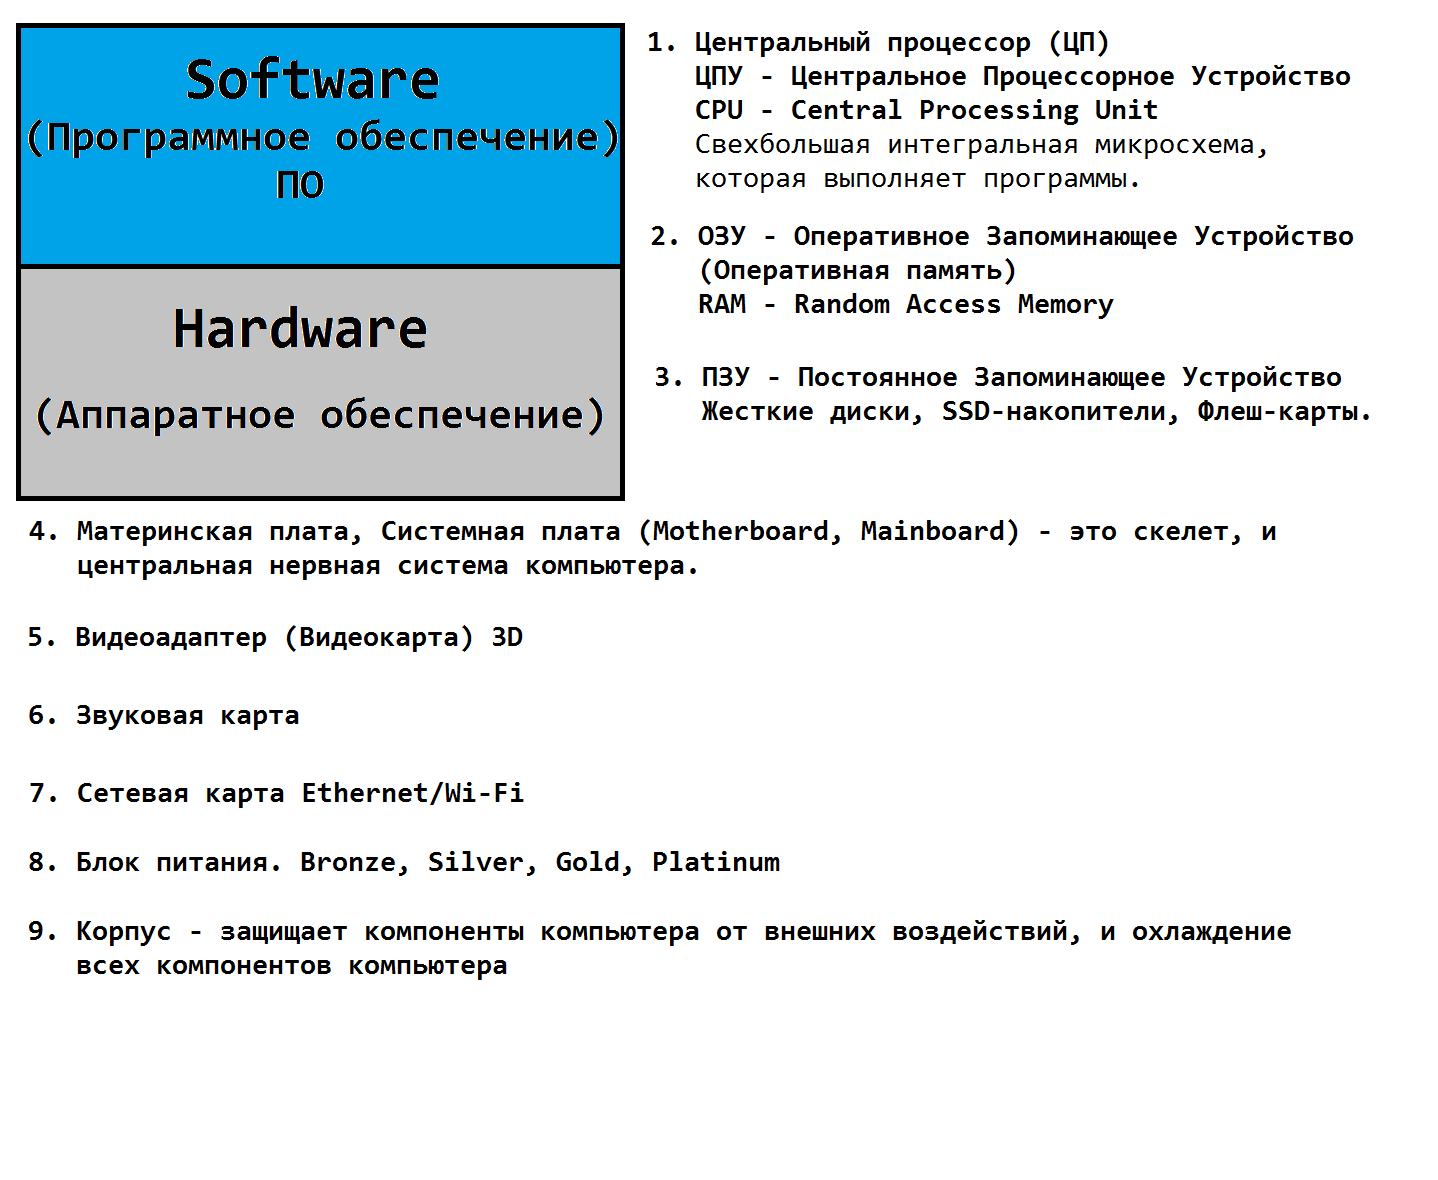 Software
(Программное обеспечение)
ПО
Hardware
(Аппаратное обеспечение)
1. Центральный процессор (ЦП)
ЦПУ - Центральное Процессорное Устройство
CPU - Central Processing Unit
Свехбольшая интегральная микросхема,
которая выполняет программы.
2. ОЗУ - Оперативное Запоминающее Устройство
(Оперативная память)
RAM - Random Access Memory
3. ПЗУ - Постоянное Запоминающее Устройство
Жесткие диски, SSD-накопители, Флеш-карты.
4. Материнская плата, Системная плата (Motherboard, Mainboard) - это скелет, и
центральная нервная система компьютера.
5. Видеоадаптер (Видеокарта) 3D
6. Звуковая карта
7. Сетевая карта Ethernet/Wi-Fi
8. Блок питания. Bronze, Silver, Gold, Platinum
9. Корпус - защищает компоненты компьютера от внешних воздействий, и охлаждение
всех компонентов компьютера